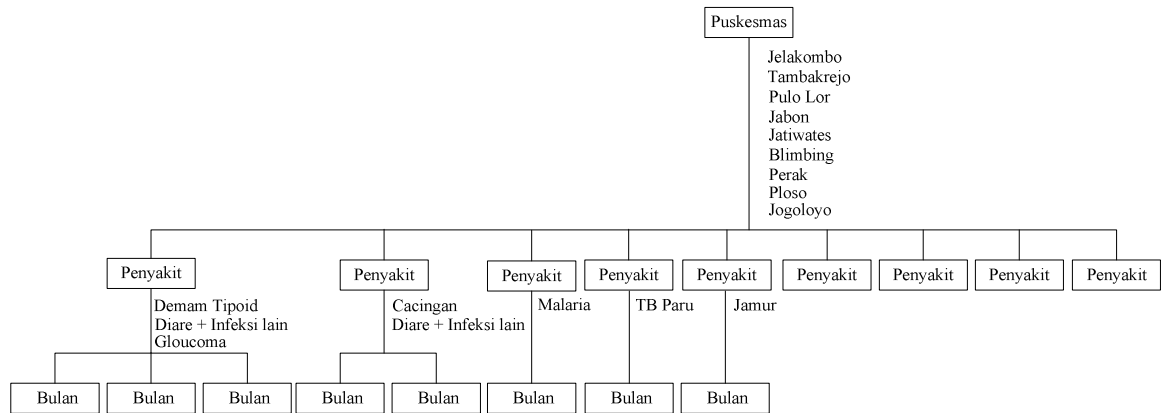 Puskesmas
Jelakombo
Tambakrejo
Pulo Lor
Jabon
Jatiwates
Blimbing
Perak
Ploso
Jogoloyo
Penyakit
Penyakit
Penyakit
Penyakit
Penyakit
Penyakit
Penyakit
Penyakit
Penyakit
Demam Tipoid
Diare + Infeksi lain
Gloucoma
Cacingan
Diare + Infeksi lain
Malaria
TB Paru
Jamur
Bulan
Bulan
Bulan
Bulan
Bulan
Bulan
Bulan
Bulan